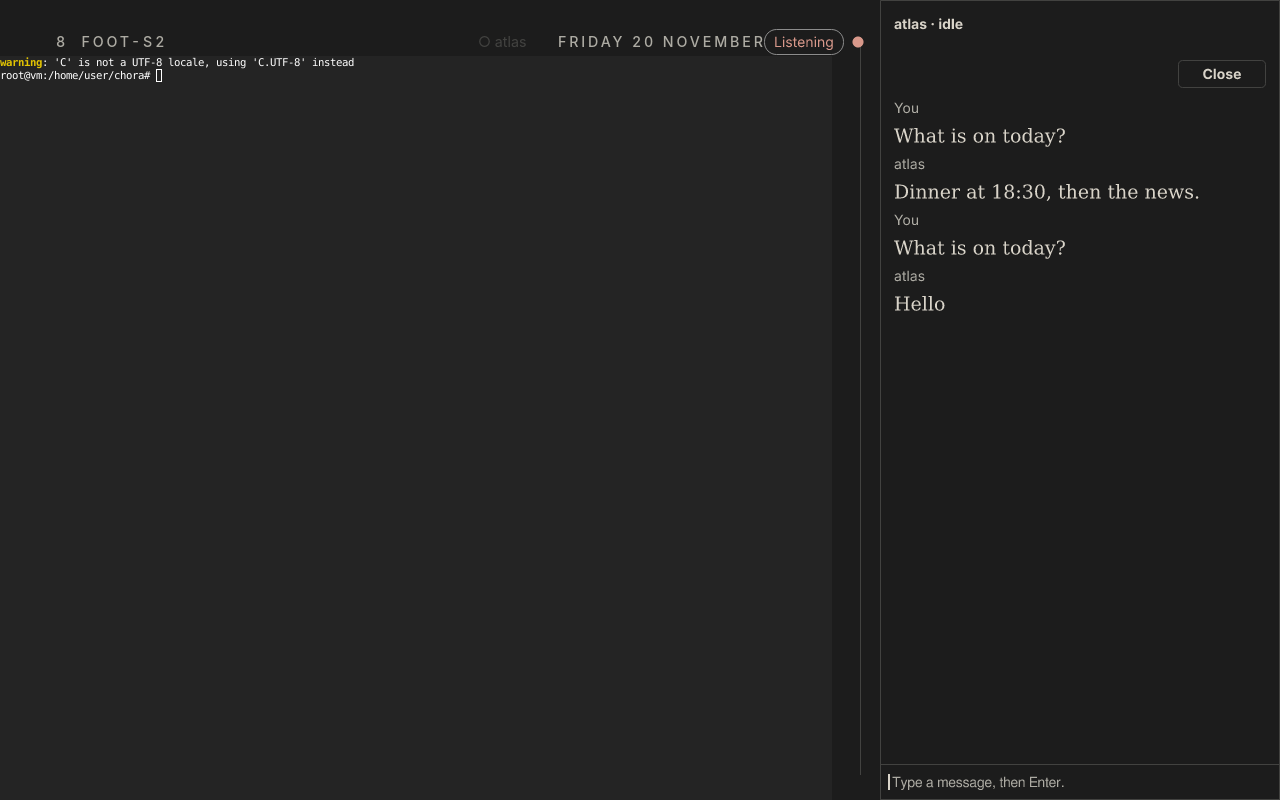 8 FOOT-S2
O atlas
FRIDAY 20 NOVEMBER
Listening
warning: 'C' is not a UTF-8 locale, using 'C.UTF-8' instead
root@vm:/home/user/chora#
atlas · idle
Close
You
What is on today?
atlas
Dinner at 18:30, then the news.
You
What is on today?
atlas
Hello
Type a message, then Enter.